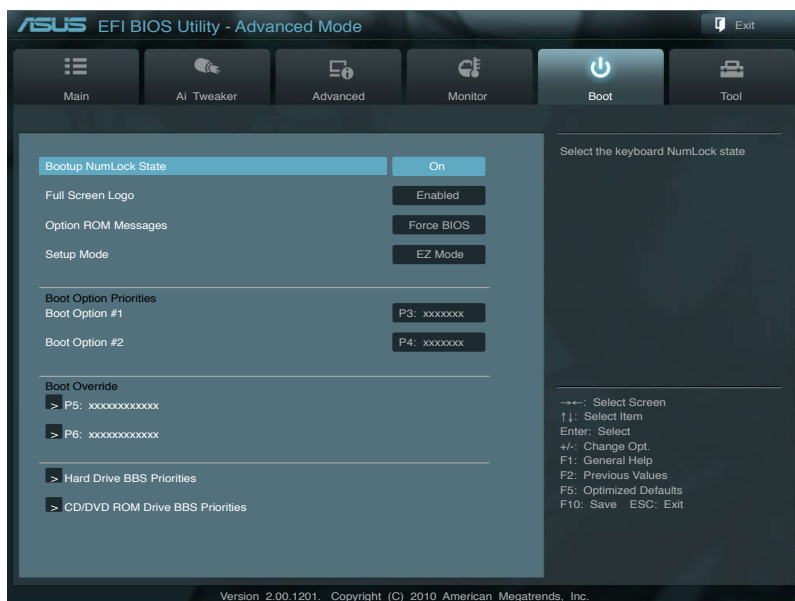 ASUS EFI BIOS Utility - Advanced Mode
Exit
Main
Ai Tweaker
Advanced
Monitor
Boot
Tool
Bootup NumLock State On
Full Screen Logo Enabled
Option ROM Messages Force BIOS
Setup Mode EZ Mode
Boot Option Priorities
Boot Option #1 P3: xxxxxxx
Boot Option #2 P4: xxxxxxx
Boot Override
> P5: xxxxxxxxxxxx
> P6: xxxxxxxxxxxx
> Hard Drive BBS Priorities
> CD/DVD ROM Drive BBS Priorities
Select the keyboard NumLock state
→←: Select Screen
↑↓: Select Item
Enter: Select
+/-: Change Opt.
F1: General Help
F2: Previous Values
F5: Optimized Defaults
F10: Save ESC: Exit
Version 2.00.1201. Copyright (C) 2010 American Megatrends, Inc.